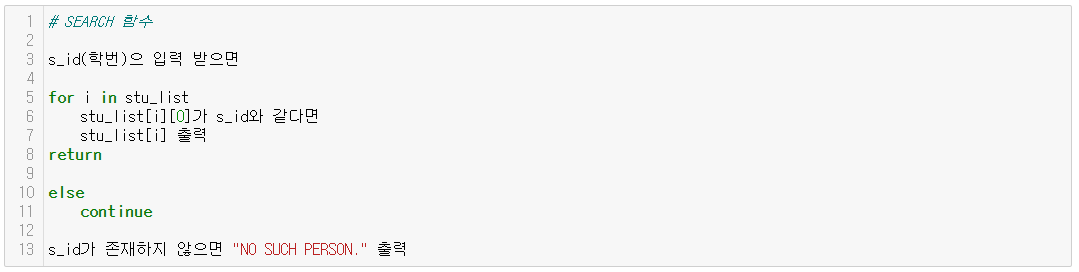 1 # SEARCH 함수
2
3 s_id(학번)으 입력 받으면
4
5 for i in stu_list
6 stu_list[i][0]가 s_id와 같다면
7 stu_list[i] 출력
8 return
9
10 else
11 continue
12
13 s_id가 존재하지 않으면 "NO SUCH PERSON." 출력